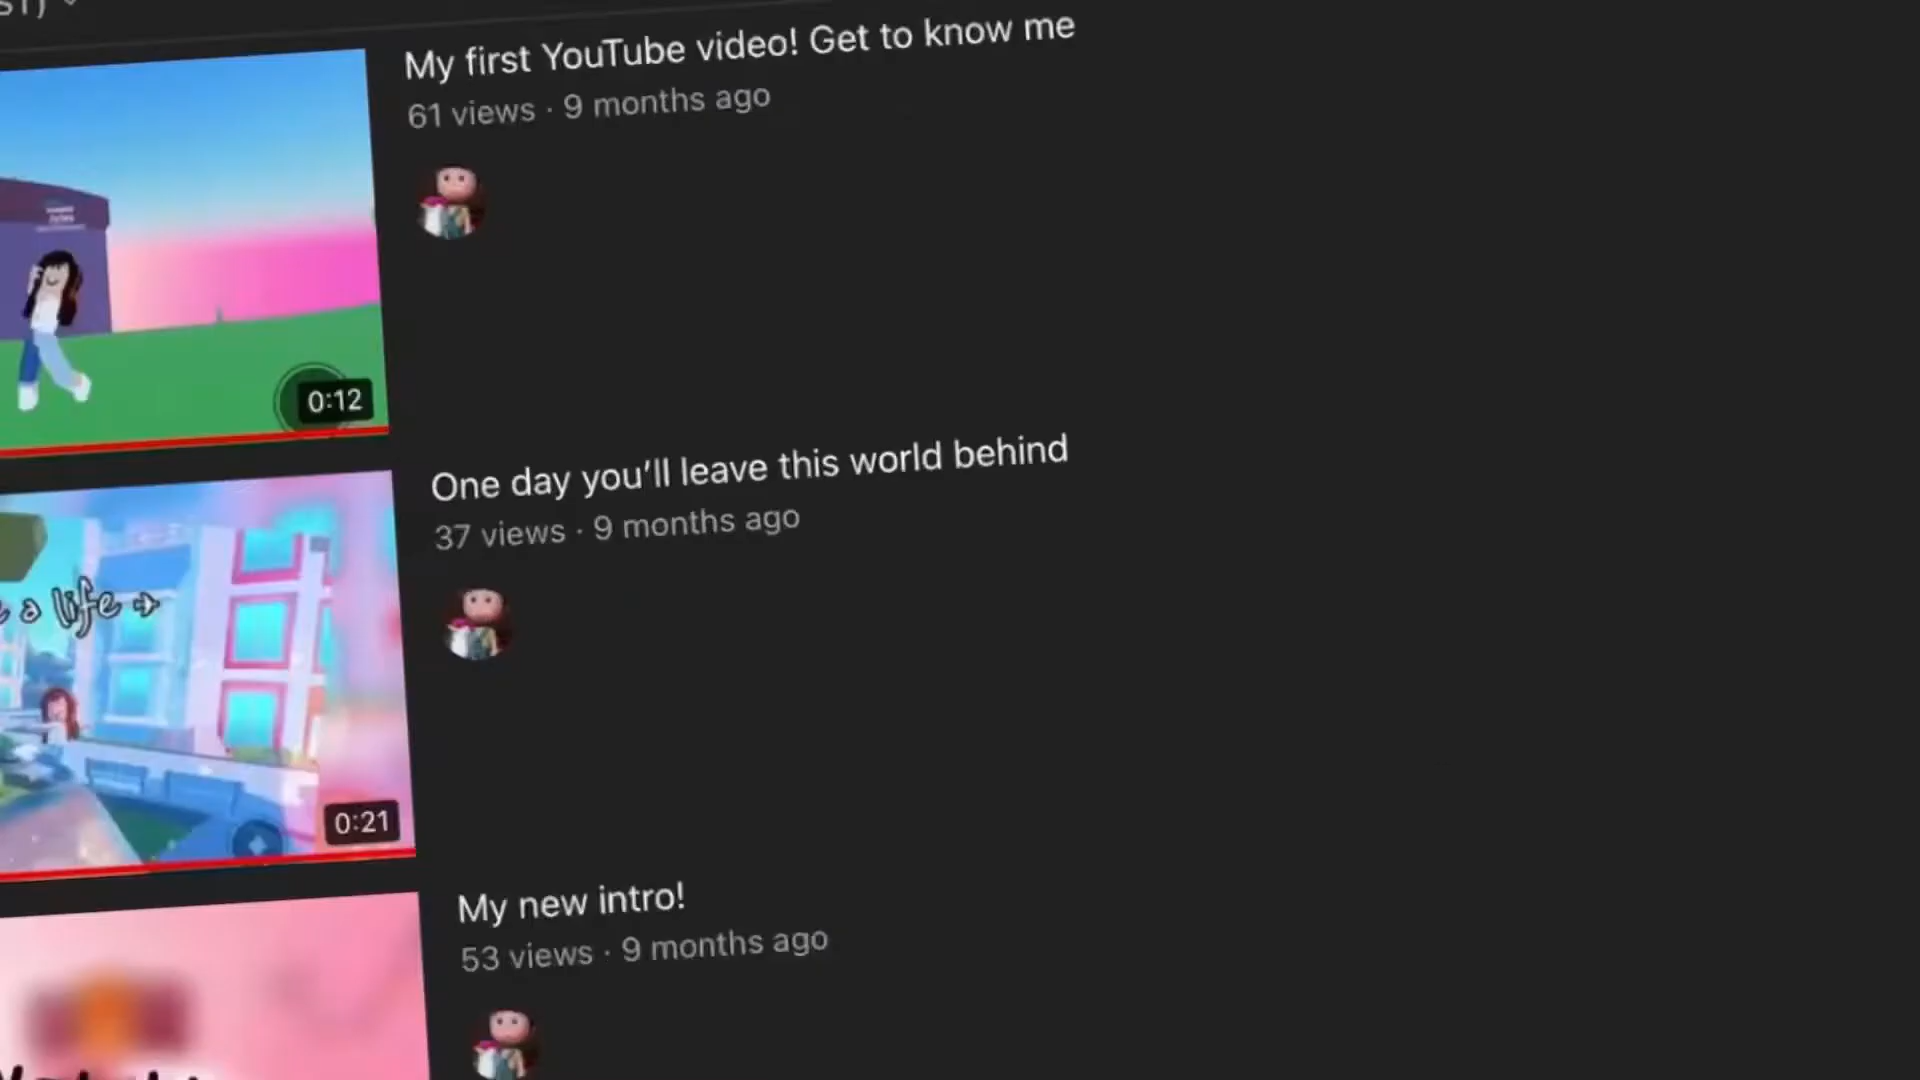 My first YouTube video! Get to know me
61 views · 9 months ago
0:12
One day you'll leave this world behind
37 views · 9 months ago
a life
0:21
My new intro!
53 views · 9 months ago